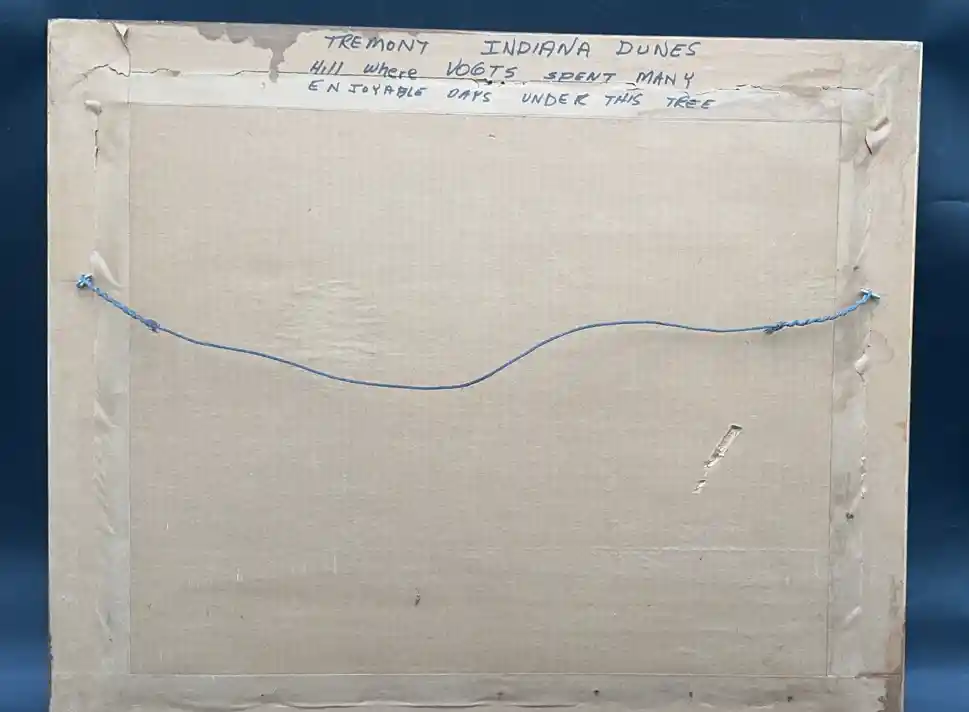 TREMONT INDIANA DUNES
Hill where VOGTS SPENT MANY
ENJOYABLE DAYS UNDER THIS TREE